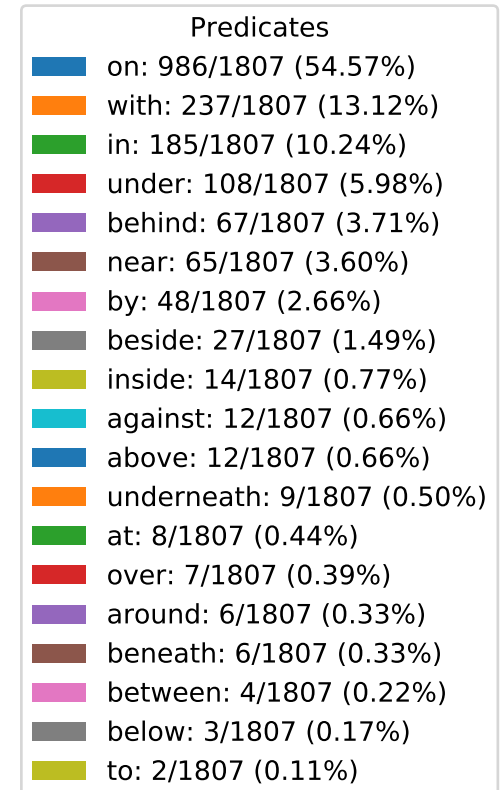 Predicates
on: 986/1807 (54.57%)
with: 237/1807 (13.12%)
in: 185/1807 (10.24%)
under: 108/1807 (5.98%)
behind: 67/1807 (3.71%)
near: 65/1807 (3.60%)
by: 48/1807 (2.66%)
beside: 27/1807 (1.49%)
inside: 14/1807 (0.77%)
against: 12/1807 (0.66%)
above: 12/1807 (0.66%)
underneath: 9/1807 (0.50%)
at: 8/1807 (0.44%)
over: 7/1807 (0.39%)
around: 6/1807 (0.33%)
beneath: 6/1807 (0.33%)
between: 4/1807 (0.22%)
below: 3/1807 (0.17%)
to: 2/1807 (0.11%)